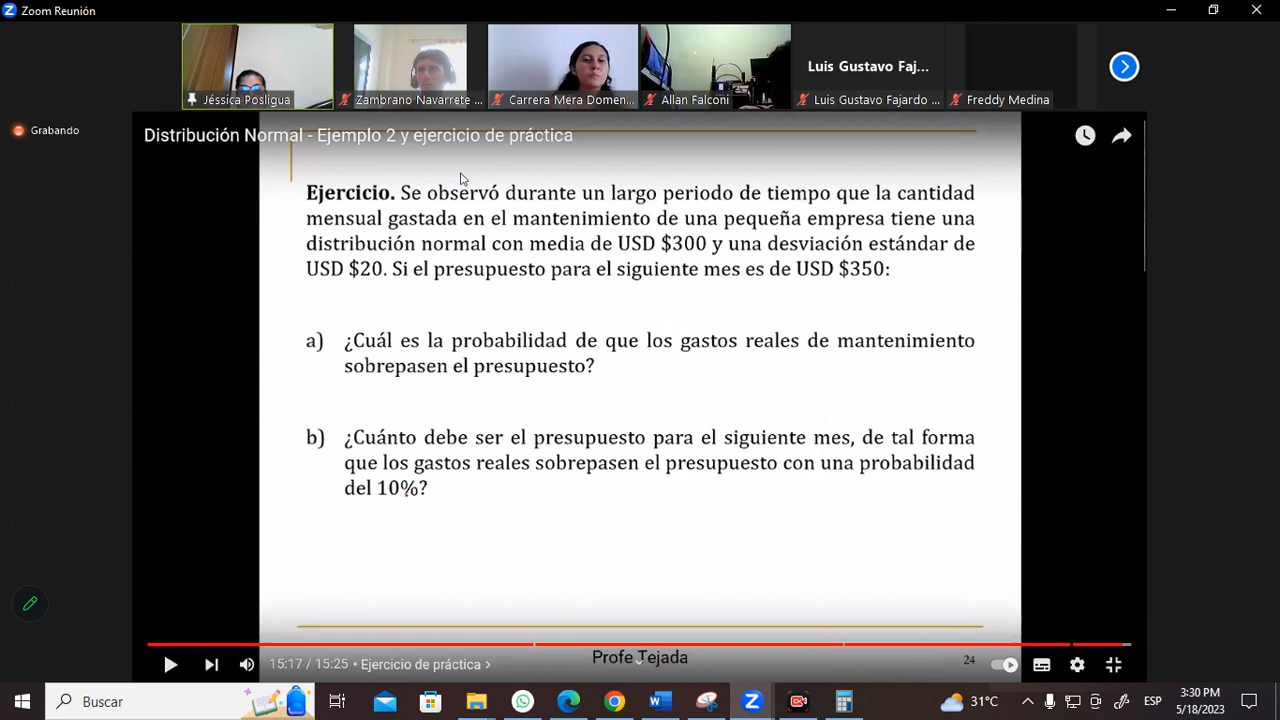 Zoom Reunión
Jéssica Posligua
Zambrano Navarrete ...
Carrera Mera Domen...
Allan Falconi
Luis Gustavo Faj...
Luis Gustavo Fajardo ...
Freddy Medina
Grabando
Distribución Normal - Ejemplo 2 y ejercicio de práctica
Ejercicio. Se observó durante un largo periodo de tiempo que la cantidad
mensual gastada en el mantenimiento de una pequeña empresa tiene una
distribución normal con media de USD $300 y una desviación estándar de
USD $20. Si el presupuesto para el siguiente mes es de USD $350:
a) ¿Cuál es la probabilidad de que los gastos reales de mantenimiento
sobrepasen el presupuesto?
b) ¿Cuánto debe ser el presupuesto para el siguiente mes, de tal forma
que los gastos reales sobrepasen el presupuesto con una probabilidad
del 10%?
Profe Tejada
24
15:17 / 15:25 • Ejercicio de práctica >
Buscar
31°C
ESP
3:30 PM
5/18/2023